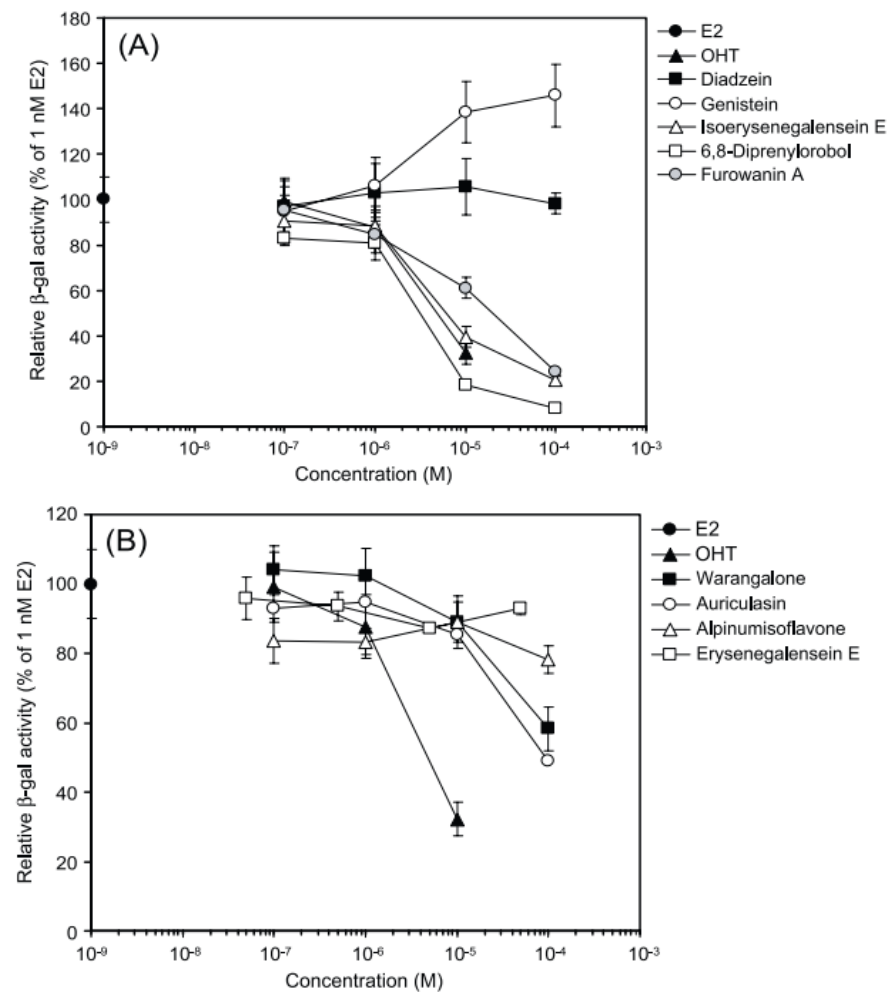 (A)
Relative β-gal activity (% of 1 nM E2)
180
160
140
120
100
80
60
40
20
0
10⁻⁹ 10⁻⁸ 10⁻⁷ 10⁻⁶ 10⁻⁵ 10⁻⁴ 10⁻³
Concentration (M)
E2
OHT
Diadzein
Genistein
Isoerysenegalensein E
6,8-Diprenylorobol
Furowanin A
(B)
Relative β-gal activity (% of 1 nM E2)
120
100
80
60
40
20
0
10⁻⁹ 10⁻⁸ 10⁻⁷ 10⁻⁶ 10⁻⁵ 10⁻⁴ 10⁻³
Concentration (M)
E2
OHT
Warangalone
Auriculasin
Alpinumisoflavone
Erysenegalensein E